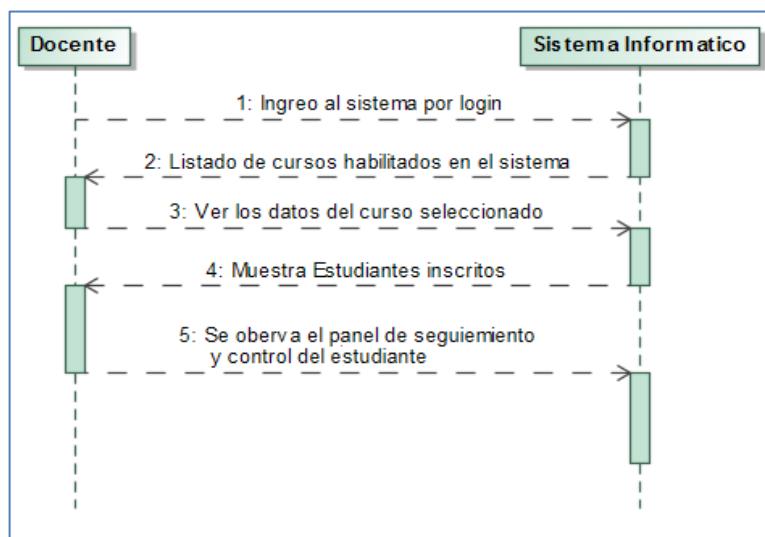 Docente
Sistema Informatico
1: Ingreo al sistema por login
2: Listado de cursos habilitados en el sistema
3: Ver los datos del curso seleccionado
4: Muestra Estudiantes inscritos
5: Se oberva el panel de seguiemiento
y control del estudiante